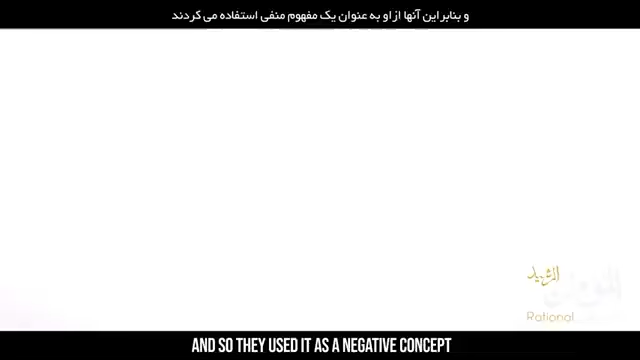 و بنابراین آنها از او به عنوان یک مفهوم منفی استفاده می کردند
الرشيد
Rational
AND SO THEY USED IT AS A NEGATIVE CONCEPT